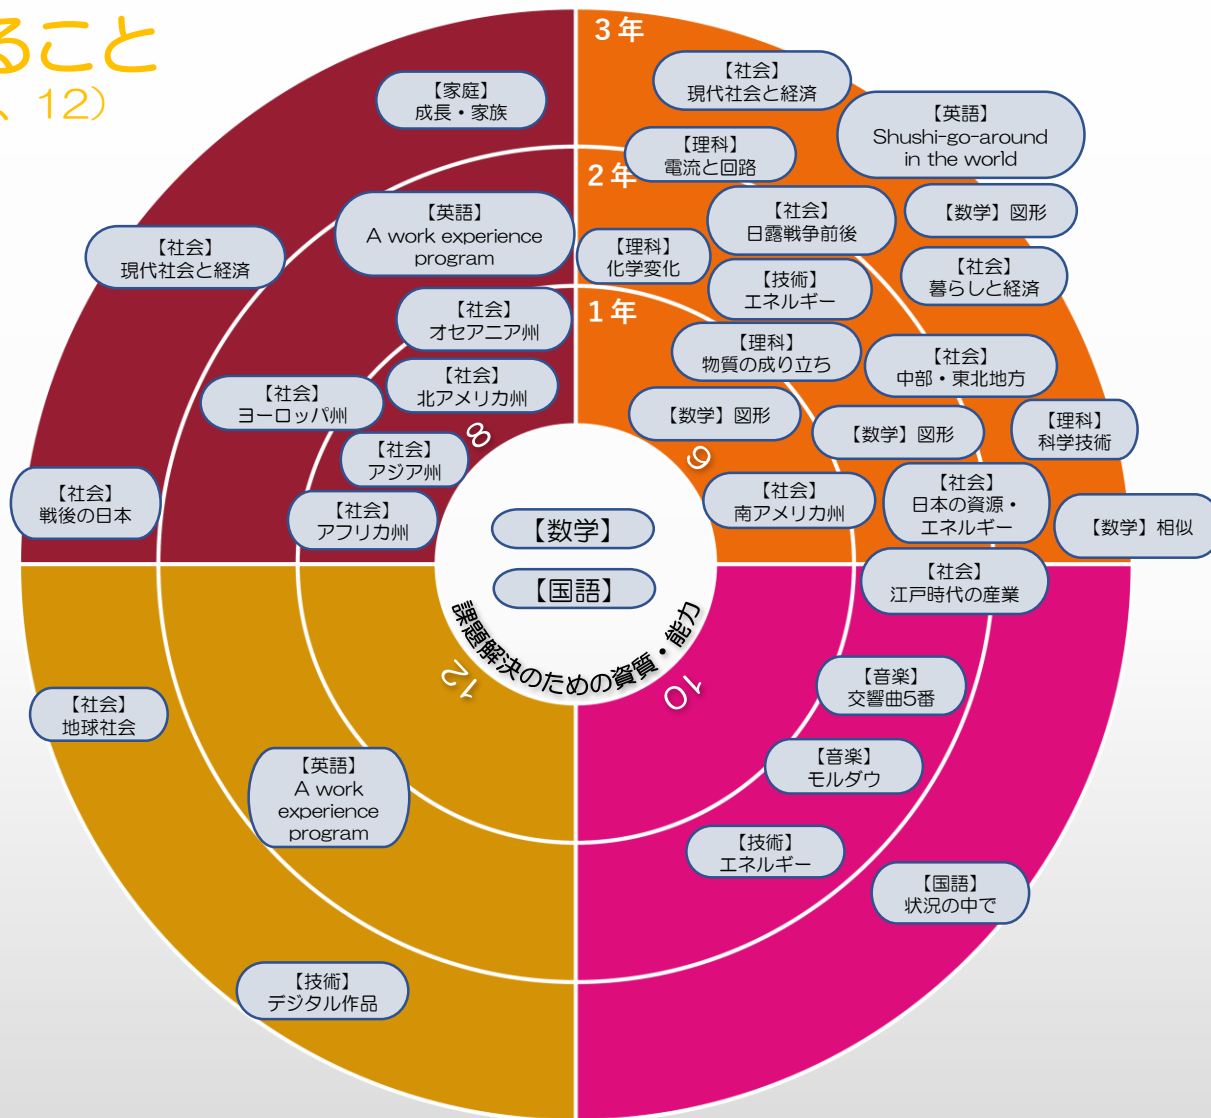 ること
、12）
3年
【社会】
現代社会と経済
【英語】
Shushi-go-around
in the world
【理科】
電流と回路
2年
【社会】
日露戦争前後
【数学】図形
【理科】
化学変化
【社会】
暮らしと経済
【技術】
エネルギー
1年
【理科】
物質の成り立ち
【社会】
中部・東北地方
【数学】図形
【数学】図形
【理科】
科学技術
9
【社会】
南アメリカ州
【社会】
日本の資源・
エネルギー
【数学】相似
【家庭】
成長・家族
【英語】
A work experience
program
【社会】
現代社会と経済
【社会】
オセアニア州
【社会】
北アメリカ州
【社会】
ヨーロッパ州
8
【社会】
アジア州
【社会】
戦後の日本
【社会】
アフリカ州
【数学】
【国語】
課題解決のための資質・能力
【社会】
江戸時代の産業
10
【音楽】
交響曲5番
【音楽】
モルダウ
【技術】
エネルギー
【国語】
状況の中で
12
【社会】
地球社会
【英語】
A work
experience
program
【技術】
デジタル作品